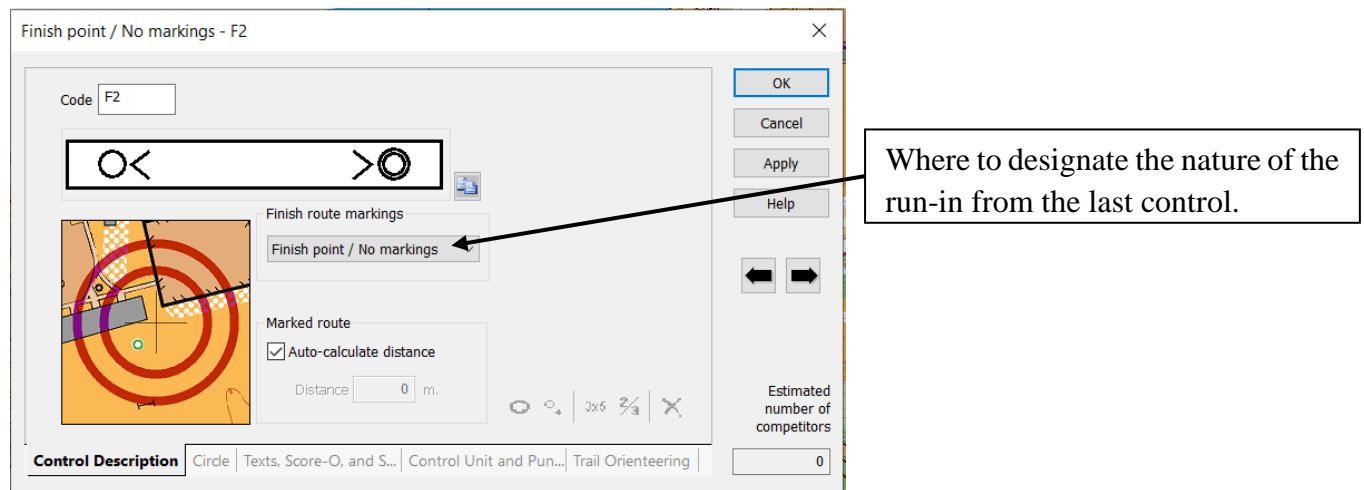 Finish point / No markings - F2
Code F2
OK
Cancel
Apply
Help
Where to designate the nature of the
run-in from the last control.
Finish route markings
Finish point / No markings
Marked route
Auto-calculate distance
Distance 0 m.
3x5 2/3
Estimated
number of
competitors
0
Control Description Circle Texts, Score-O, and S... Control Unit and Pun... Trail Orienteering